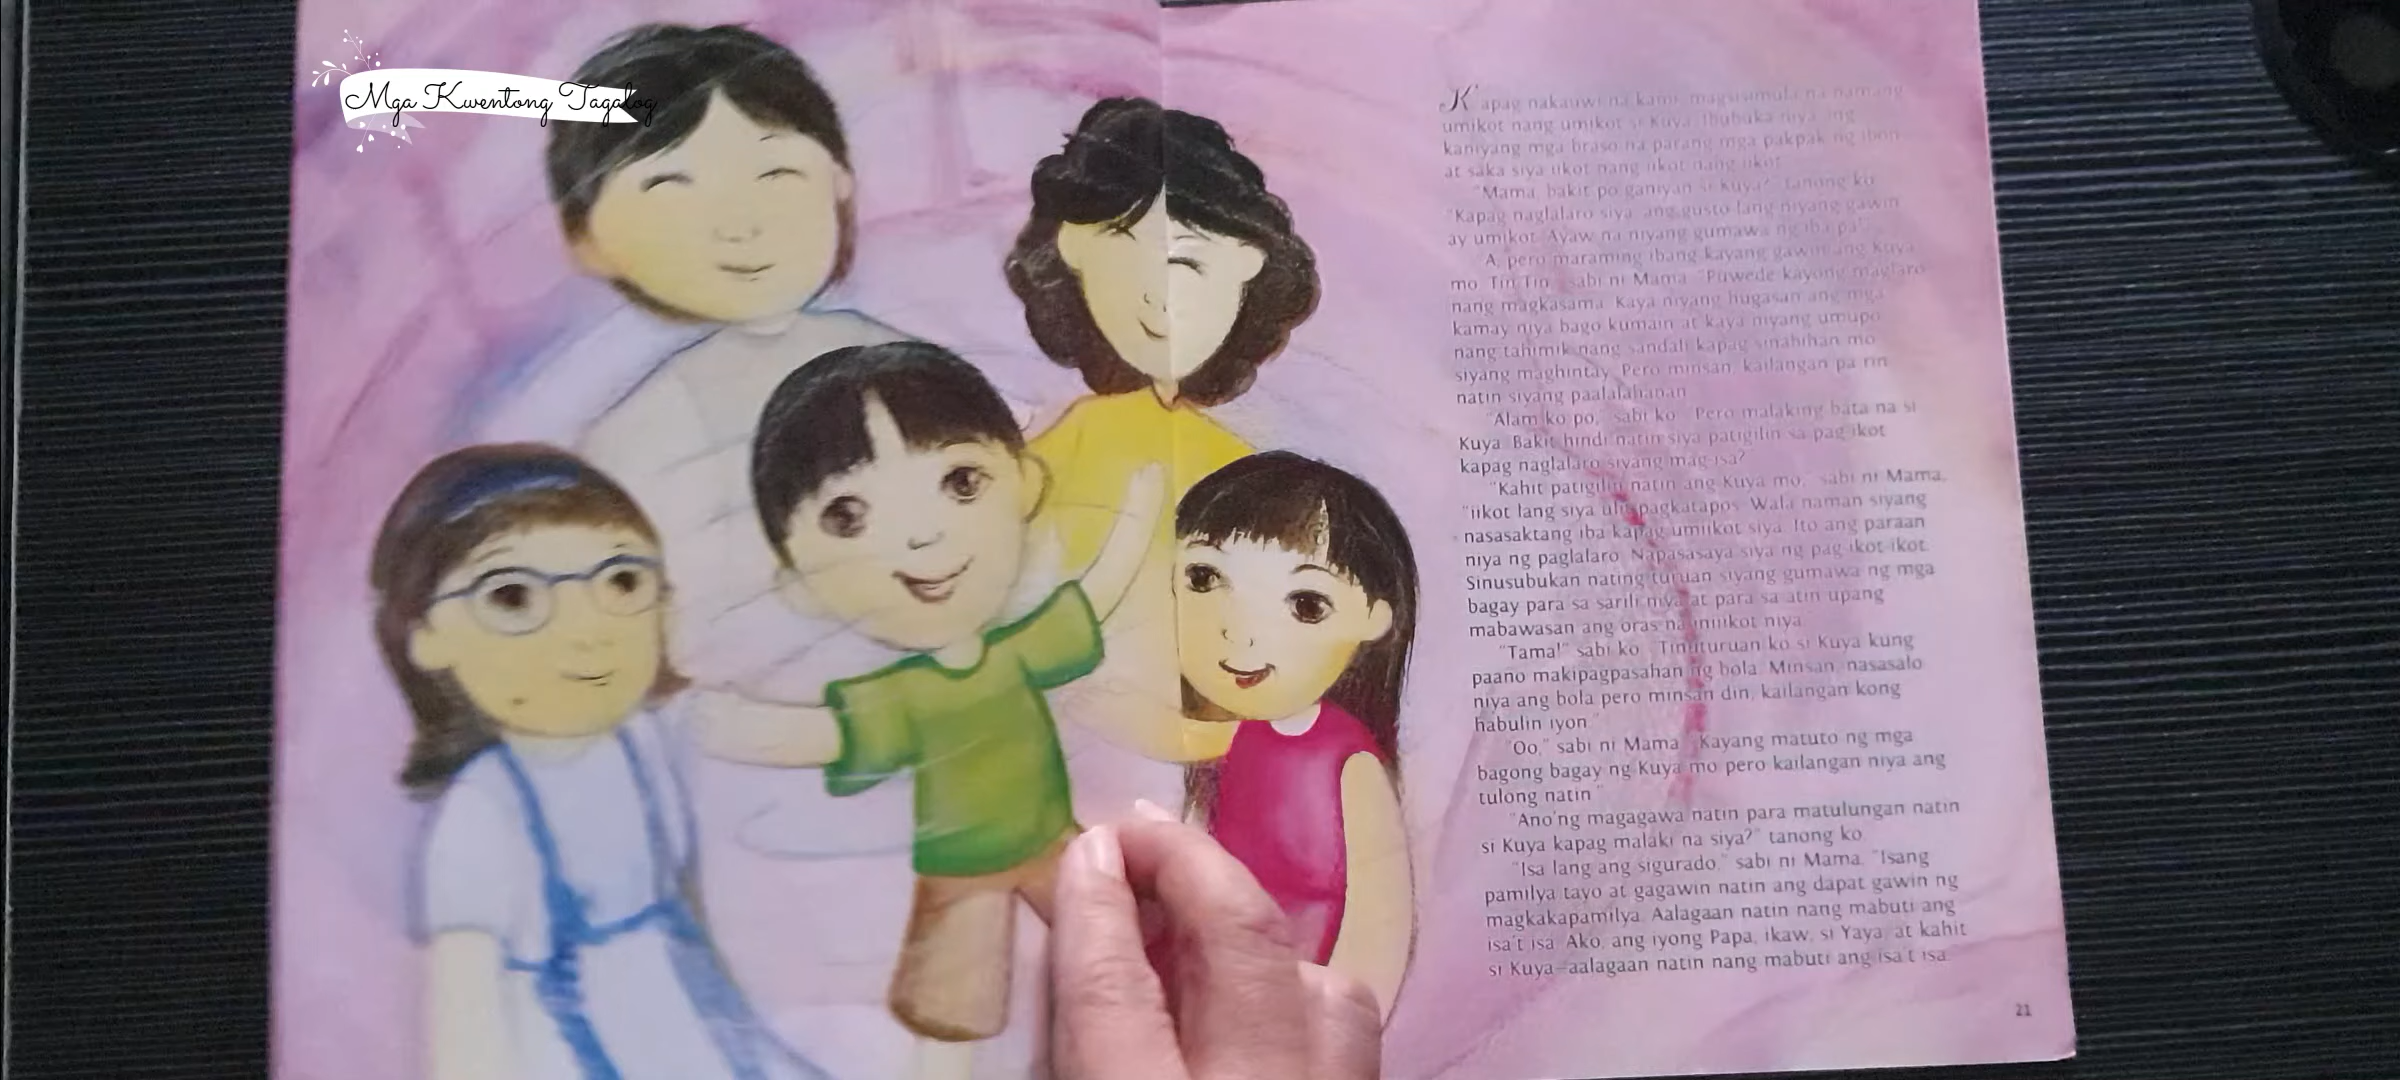 Mga Kwentong Tagalog
Kapag nakauwi na kami, magsisimula na namang
umikot nang umikot si Kuya. Ibubuka niya ang
kaniyang mga braso na parang mga pakpak ng ibon
at saka siya iikot nang iikot nang iikot.
"Mama, bakit po ganiyan si Kuya?" tanong ko.
"Kapag naglalaro siya, ang gusto lang niyang gawin
ay umikot. Ayaw na niyang gumawa ng iba pa."
"A, pero maraming ibang kayang gawin ang Kuya
mo, Tin-Tin," sabi ni Mama. "Puwede kayong maglaro
nang magkasama. Kaya niyang hugasan ang mga
kamay niya bago kumain at kaya niyang umupo
nang tahimik nang sandali kapag sinabihan mo
siyang maghintay. Pero minsan, kailangan pa rin
natin siyang paalalahanan."
"Alam ko po," sabi ko. "Pero malaking bata na si
Kuya. Bakit hindi natin siya patigilin sa pag-ikot
kapag naglalaro siyang mag-isa?"
"Kahit patigilin natin ang Kuya mo," sabi ni Mama,
"iikot lang siya uli pagkatapos. Wala naman siyang
nasasaktang iba kapag umiikot siya. Ito ang paraan
niya ng paglalaro. Napasasaya siya ng pag-ikot-ikot.
Sinusubukan nating turuan siyang gumawa ng mga
bagay para sa sarili niya at para sa atin upang
mabawasan ang oras na iniikot niya."
"Tama!" sabi ko. "Tinuturuan ko si Kuya kung
paano makipagpasahan ng bola. Minsan, nasasalo
niya ang bola pero minsan din, kailangan kong
habulin iyon."
"Oo," sabi ni Mama. "Kayang matuto ng mga
bagong bagay ng Kuya mo pero kailangan niya ang
tulong natin."
"Ano'ng magagawa natin para matulungan natin
si Kuya kapag malaki na siya?" tanong ko.
"Isa lang ang sigurado," sabi ni Mama. "Isang
pamilya tayo at gagawin natin ang dapat gawin ng
magkakapamilya. Aalagaan natin nang mabuti ang
isa't isa. Ako, ang iyong Papa, ikaw, si Yaya, at kahit
si Kuya—aalagaan natin nang mabuti ang isa't isa.
21